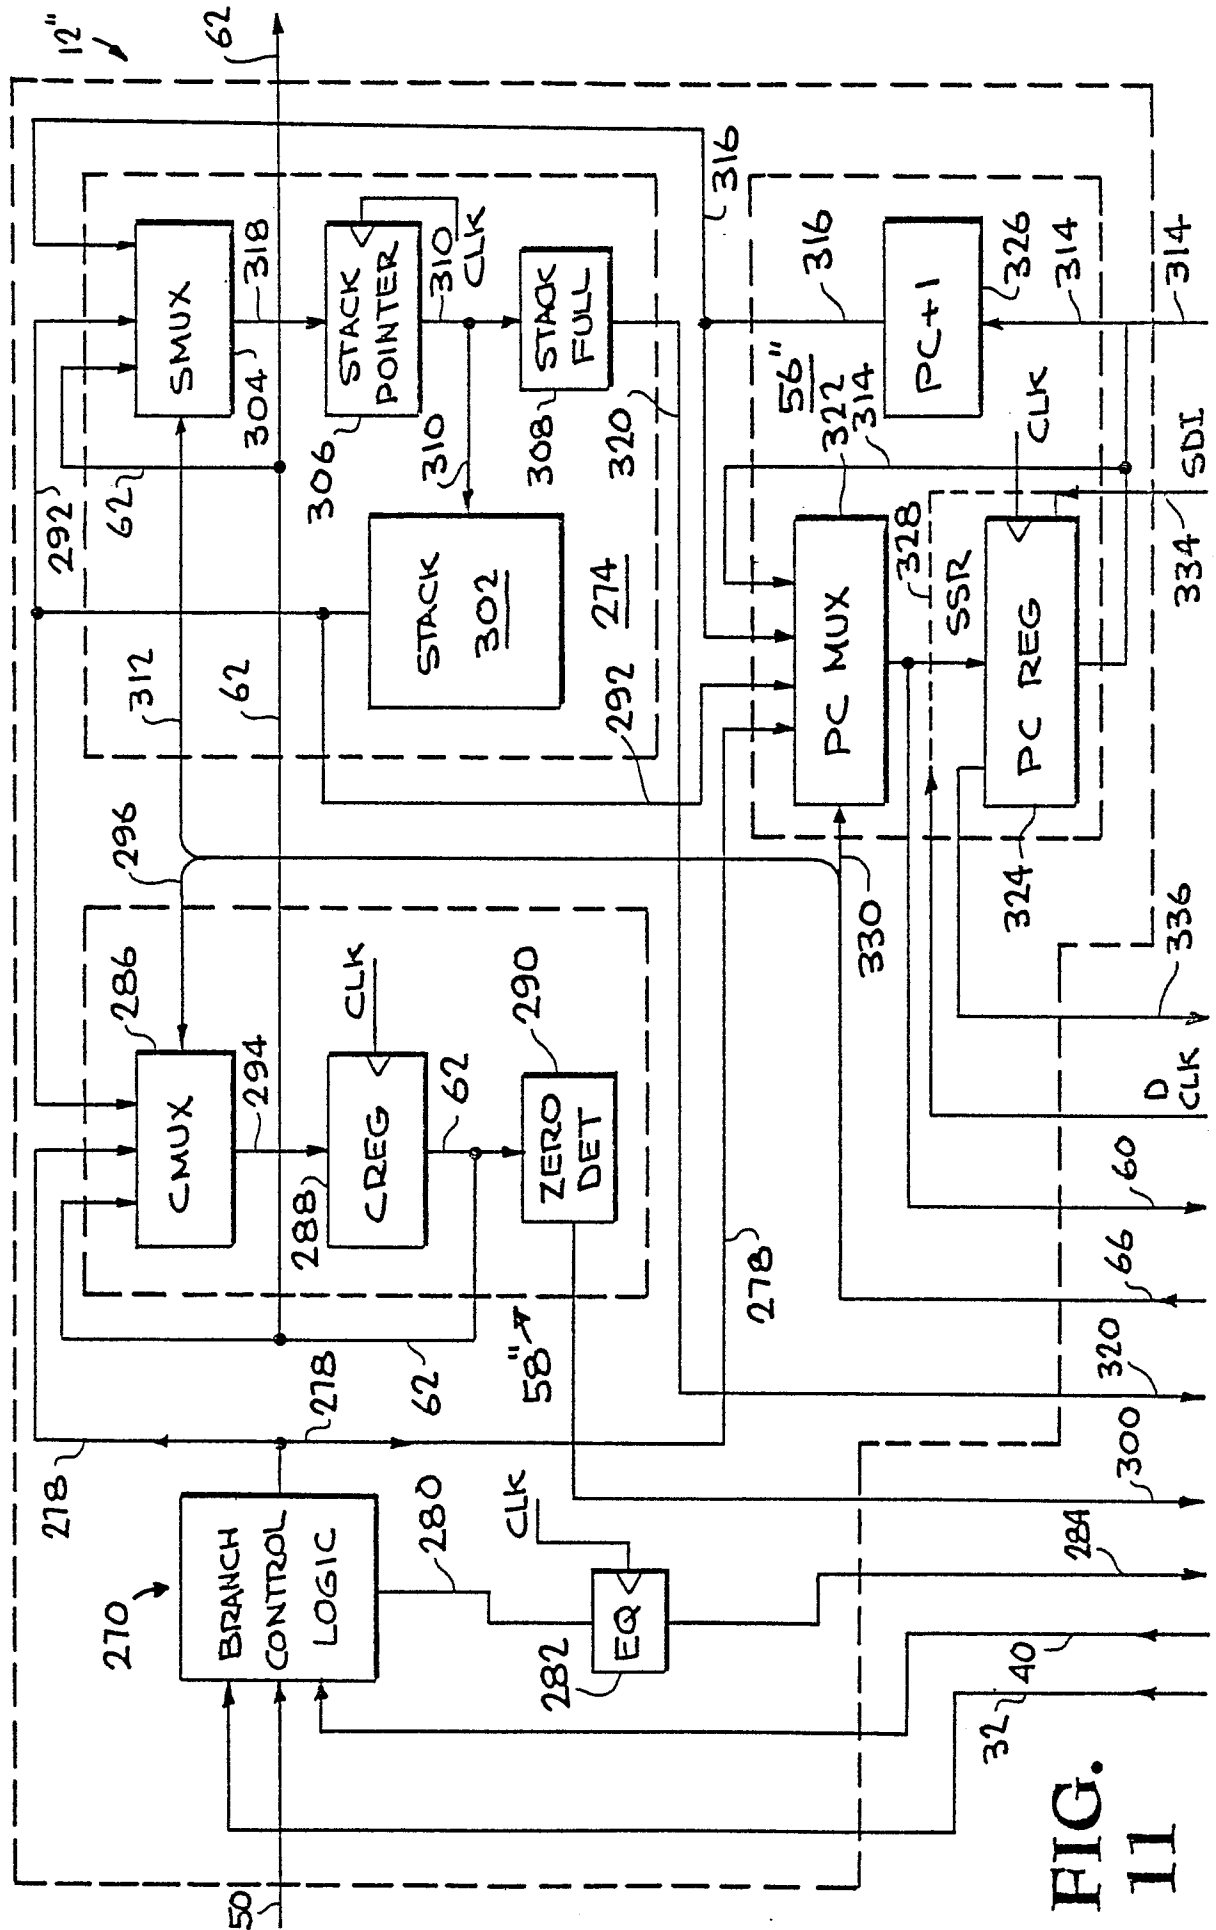 12"
62
292
62
SMUX
304
318
STACK
POINTER
306
310
CLK
310
STACK
FULL
308
320
STACK
302
274
312
62
292
316
316
56"
322
314
PC+1
326
314
314
CLK
SDI
334
PC MUX
328
SSR
PC REG
324
330
336
296
286
CMUX
294
CLK
CREG
288
62
290
ZERO
DET
58"
62
278
278
278
D
CLK
60
66
320
300
284
270
BRANCH
CONTROL
LOGIC
280
CLK
EQ
282
40
32
50
FIG.
11